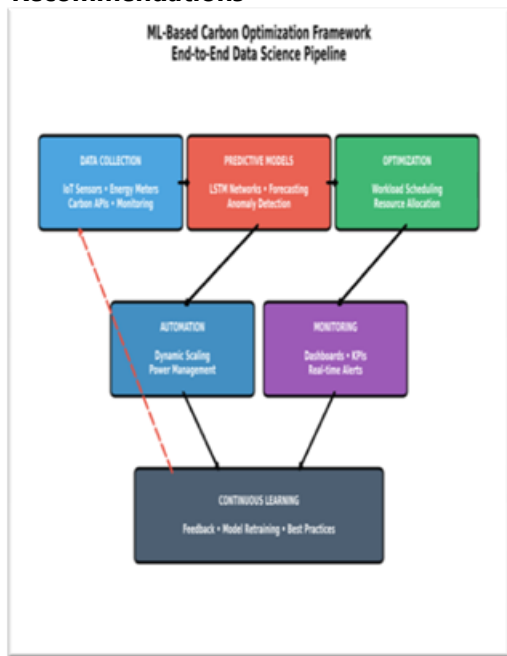 Recommendations
ML-Based Carbon Optimization Framework
End-to-End Data Science Pipeline
DATA COLLECTION
IoT Sensors • Energy Meters
Carbon APIs • Monitoring
PREDICTIVE MODELS
LSTM Networks • Forecasting
Anomaly Detection
OPTIMIZATION
Workload Scheduling
Resource Allocation
AUTOMATION
Dynamic Scaling
Power Management
MONITORING
Dashboards • KPIs
Real-time Alerts
CONTINUOUS LEARNING
Feedback • Model Retraining • Best Practices